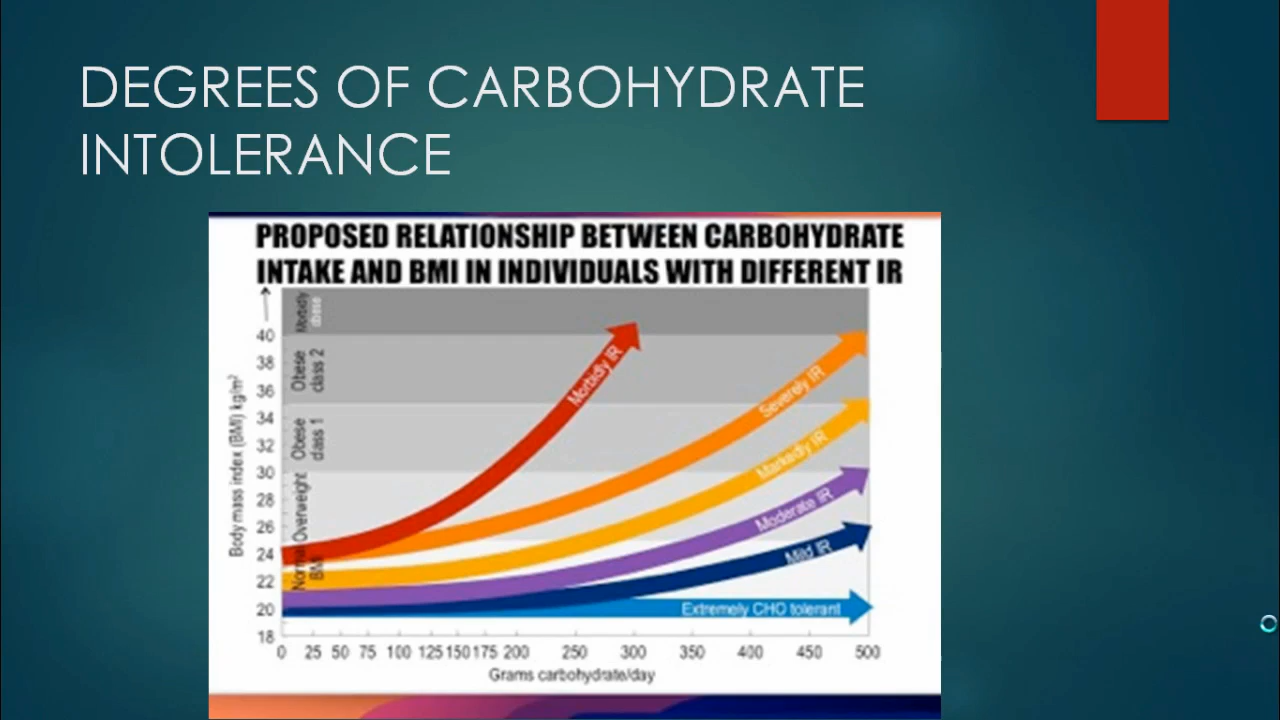 DEGREES OF CARBOHYDRATE
INTOLERANCE
PROPOSED RELATIONSHIP BETWEEN CARBOHYDRATE
INTAKE AND BMI IN INDIVIDUALS WITH DIFFERENT IR
Body mass index (BMI) kg/m²
40
38
36
34
32
30
28
26
24
22
20
18
Morbidly
obese
Obese
class 2
Obese
class 1
Overweight
Normal
BMI
Morbidly IR
Severely IR
Markedly IR
Moderate IR
Mild IR
Extremely CHO tolerant
0 25 50 75 100 125 150 175 200 250 300 350 400 450 500
Grams carbohydrate/day